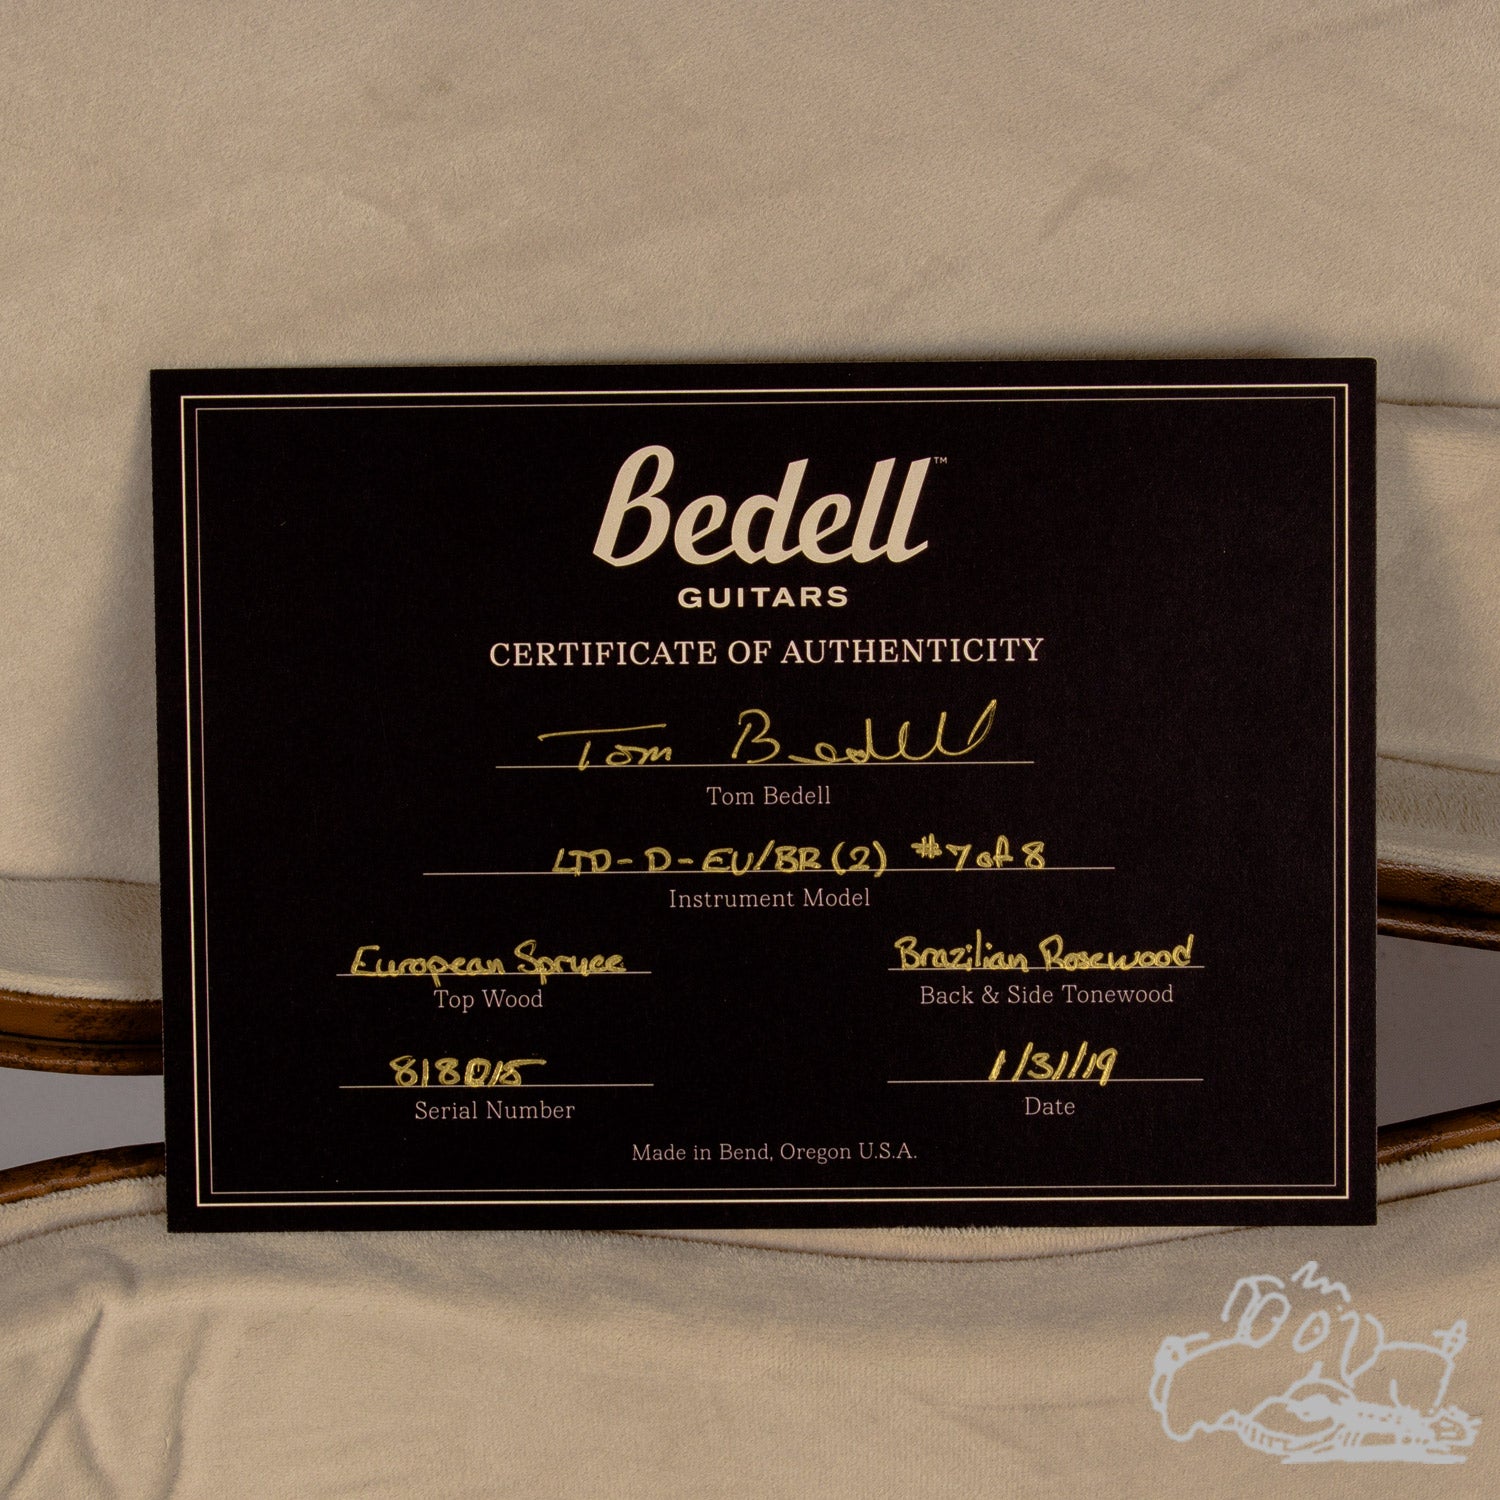 Bedell™
GUITARS
CERTIFICATE OF AUTHENTICITY
Tom Bedell
Tom Bedell
LTD-D-EU/BR(2) #7 of 8
Instrument Model
European Spruce Brazilian Rosewood
Top Wood Back & Side Tonewood
818015 1/31/19
Serial Number Date
Made in Bend, Oregon U.S.A.